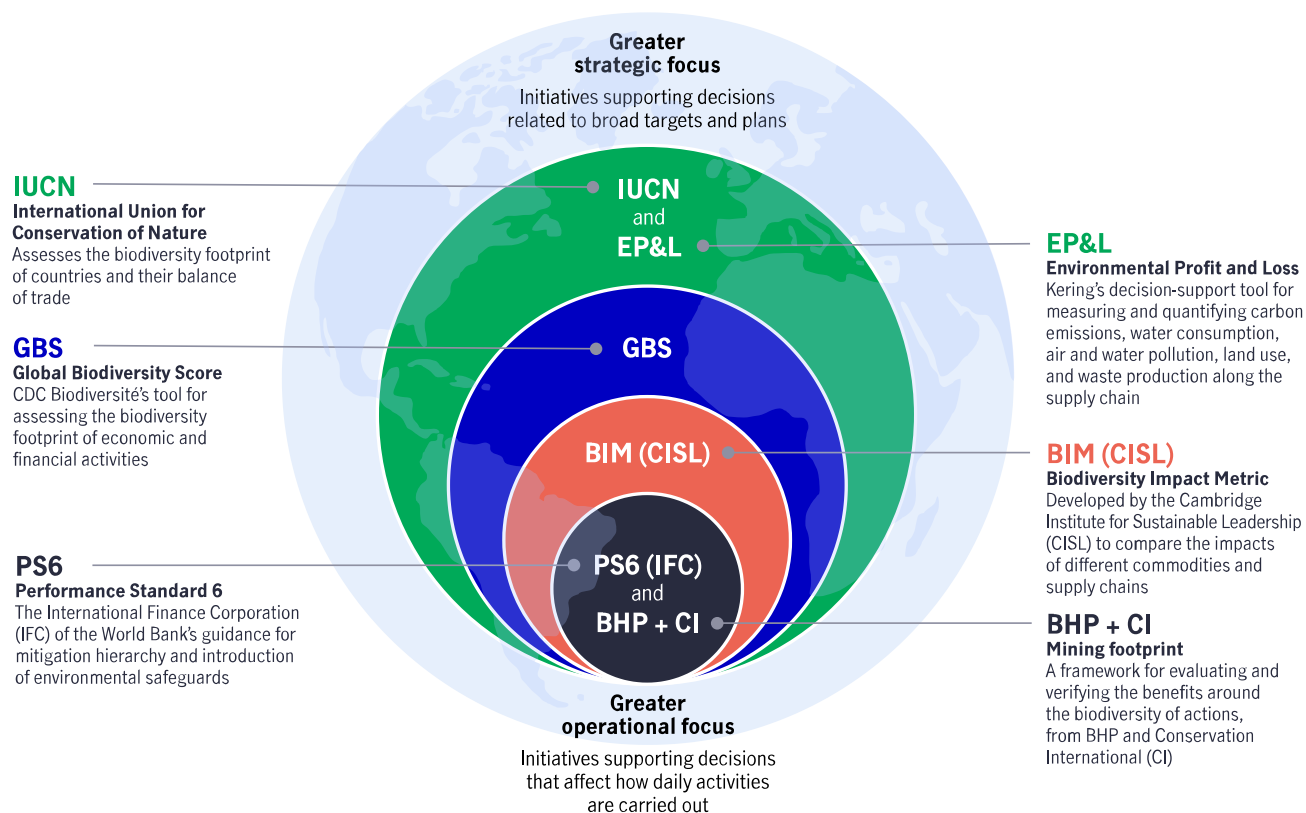 Greater
strategic focus
Initiatives supporting decisions
related to broad targets and plans
IUCN
International Union for
Conservation of Nature
Assesses the biodiversity footprint
of countries and their balance
of trade
GBS
Global Biodiversity Score
CDC Biodiversité’s tool for
assessing the biodiversity
footprint of economic and
financial activities
PS6
Performance Standard 6
The International Finance Corporation
(IFC) of the World Bank’s guidance for
mitigation hierarchy and introduction
of environmental safeguards
IUCN
and
EP&L
GBS
BIM (CISL)
PS6 (IFC)
and
BHP + CI
EP&L
Environmental Profit and Loss
Kering’s decision-support tool for
measuring and quantifying carbon
emissions, water consumption,
air and water pollution, land use,
and waste production along the
supply chain
BIM (CISL)
Biodiversity Impact Metric
Developed by the Cambridge
Institute for Sustainable Leadership
(CISL) to compare the impacts
of different commodities and
supply chains
BHP + CI
Mining footprint
A framework for evaluating and
verifying the benefits around
the biodiversity of actions,
from BHP and Conservation
International (CI)
Greater
operational focus
Initiatives supporting decisions
that affect how daily activities
are carried out